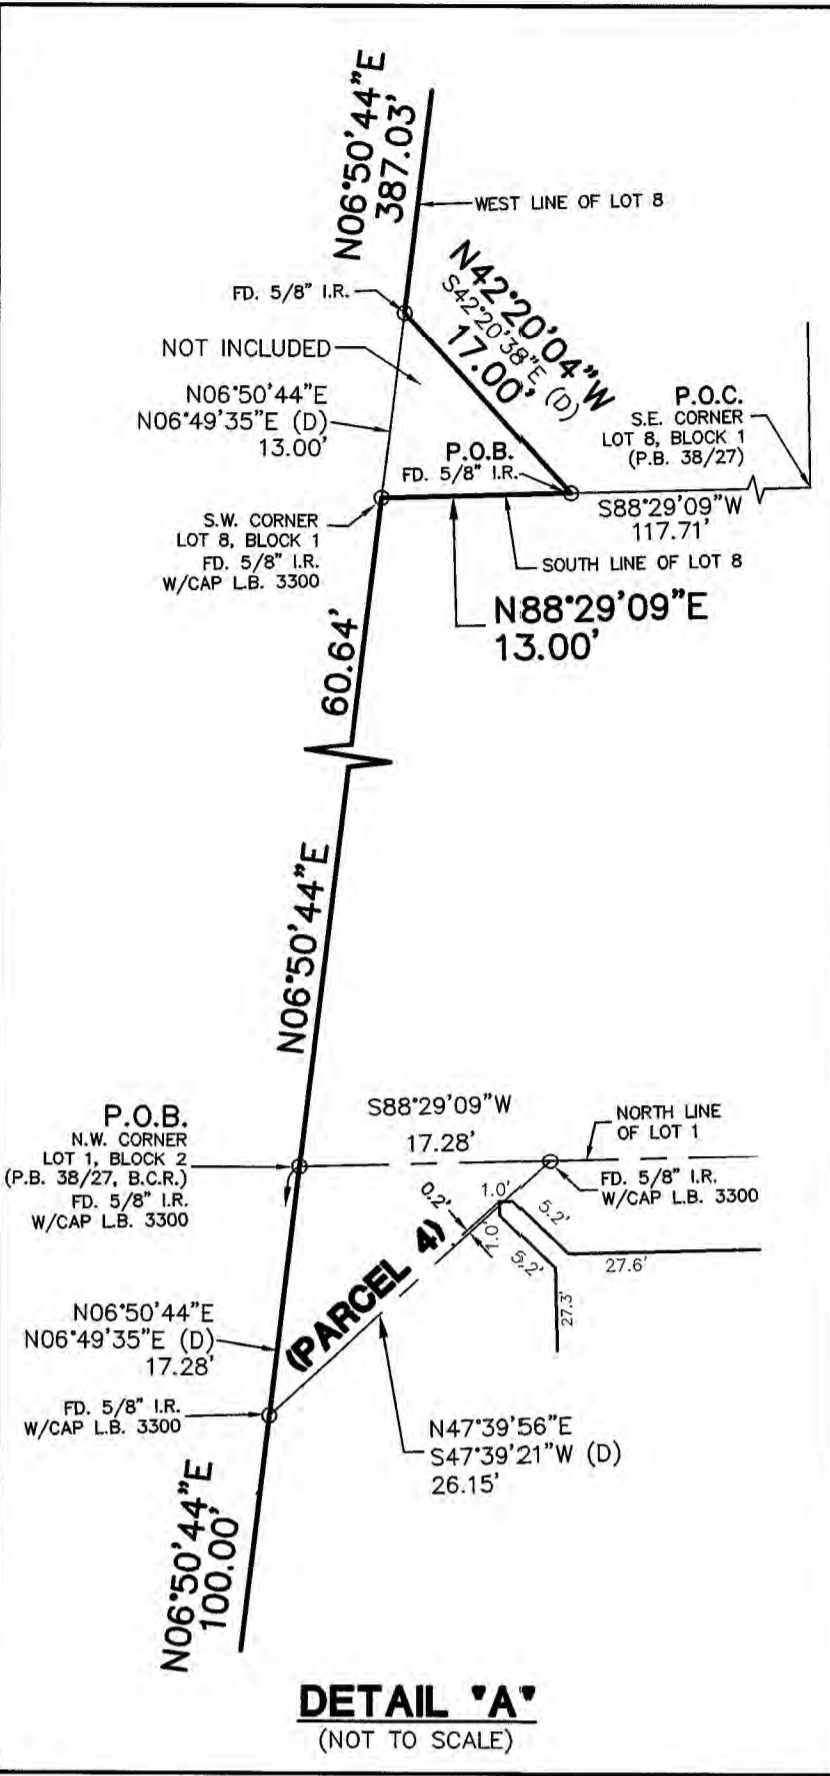 N06°50'44"E
387.03'
WEST LINE OF LOT 8
FD. 5/8" I.R.
N42°20'04"W
S42°20'38"E (D)
17.00'
NOT INCLUDED
N06°50'44"E
N06°49'35"E (D)
13.00'
P.O.C.
S.E. CORNER
LOT 8, BLOCK 1
(P.B. 38/27)
P.O.B.
FD. 5/8" I.R.
S88°29'09"W
117.71'
S.W. CORNER
LOT 8, BLOCK 1
FD. 5/8" I.R.
W/CAP L.B. 3300
SOUTH LINE OF LOT 8
N88°29'09"E
13.00'
60.64'
N06°50'44"E
S88°29'09"W
17.28'
NORTH LINE
OF LOT 1
P.O.B.
N.W. CORNER
LOT 1, BLOCK 2
(P.B. 38/27, B.C.R.)
FD. 5/8" I.R.
W/CAP L.B. 3300
FD. 5/8" I.R.
W/CAP L.B. 3300
0.2'
1.0'
5.2'
1.0'
5.2'
27.6'
27.3'
(PARCEL 4)
N06°50'44"E
N06°49'35"E (D)
17.28'
FD. 5/8" I.R.
W/CAP L.B. 3300
N47°39'56"E
S47°39'21"W (D)
26.15'
N06°50'44"E
100.00'
DETAIL "A"
(NOT TO SCALE)